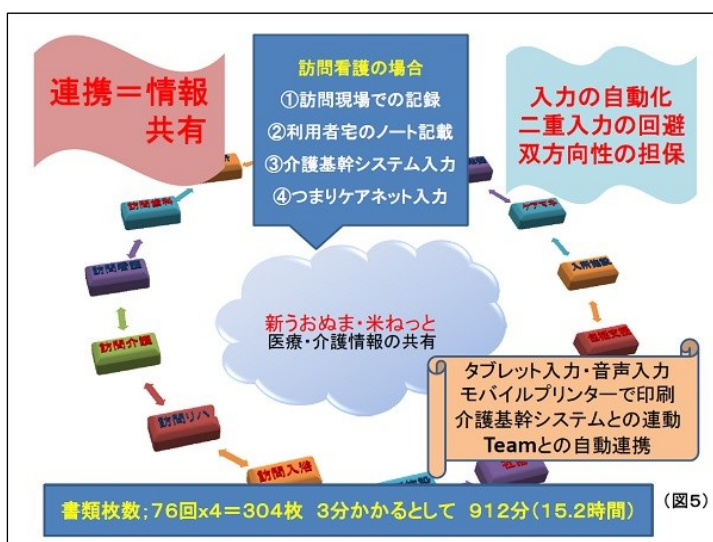 連携＝情報
共有
訪問看護の場合
①訪問現場での記録
②利用者宅のノート記載
③介護基幹システム入力
④つまりケアネット入力
入力の自動化
二重入力の回避
双方向性の担保
訪問歯科
ケアマネ
訪問看護
入所施設
新うおぬま・米ねっと
医療・介護情報の共有
訪問介護
タブレット入力・音声入力
モバイルプリンターで印刷
介護基幹システムとの連動
Teamとの自動連携
訪問リハ
訪問入浴
書類枚数；76回x4＝304枚　3分かかるとして　912分（15.2時間）
（図5）